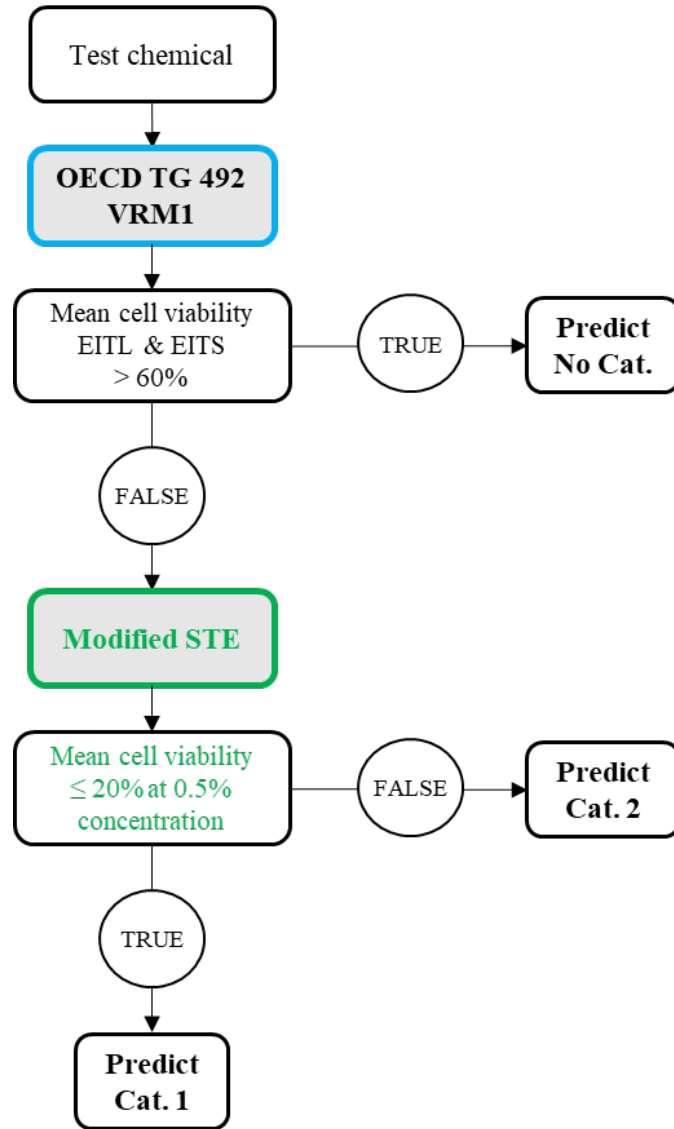 Test chemical
OECD TG 492
VRM1
Mean cell viability
EITL & EITS
> 60%
TRUE
Predict
No Cat.
FALSE
Modified STE
Mean cell viability
≤ 20% at 0.5%
concentration
FALSE
Predict
Cat. 2
TRUE
Predict
Cat. 1